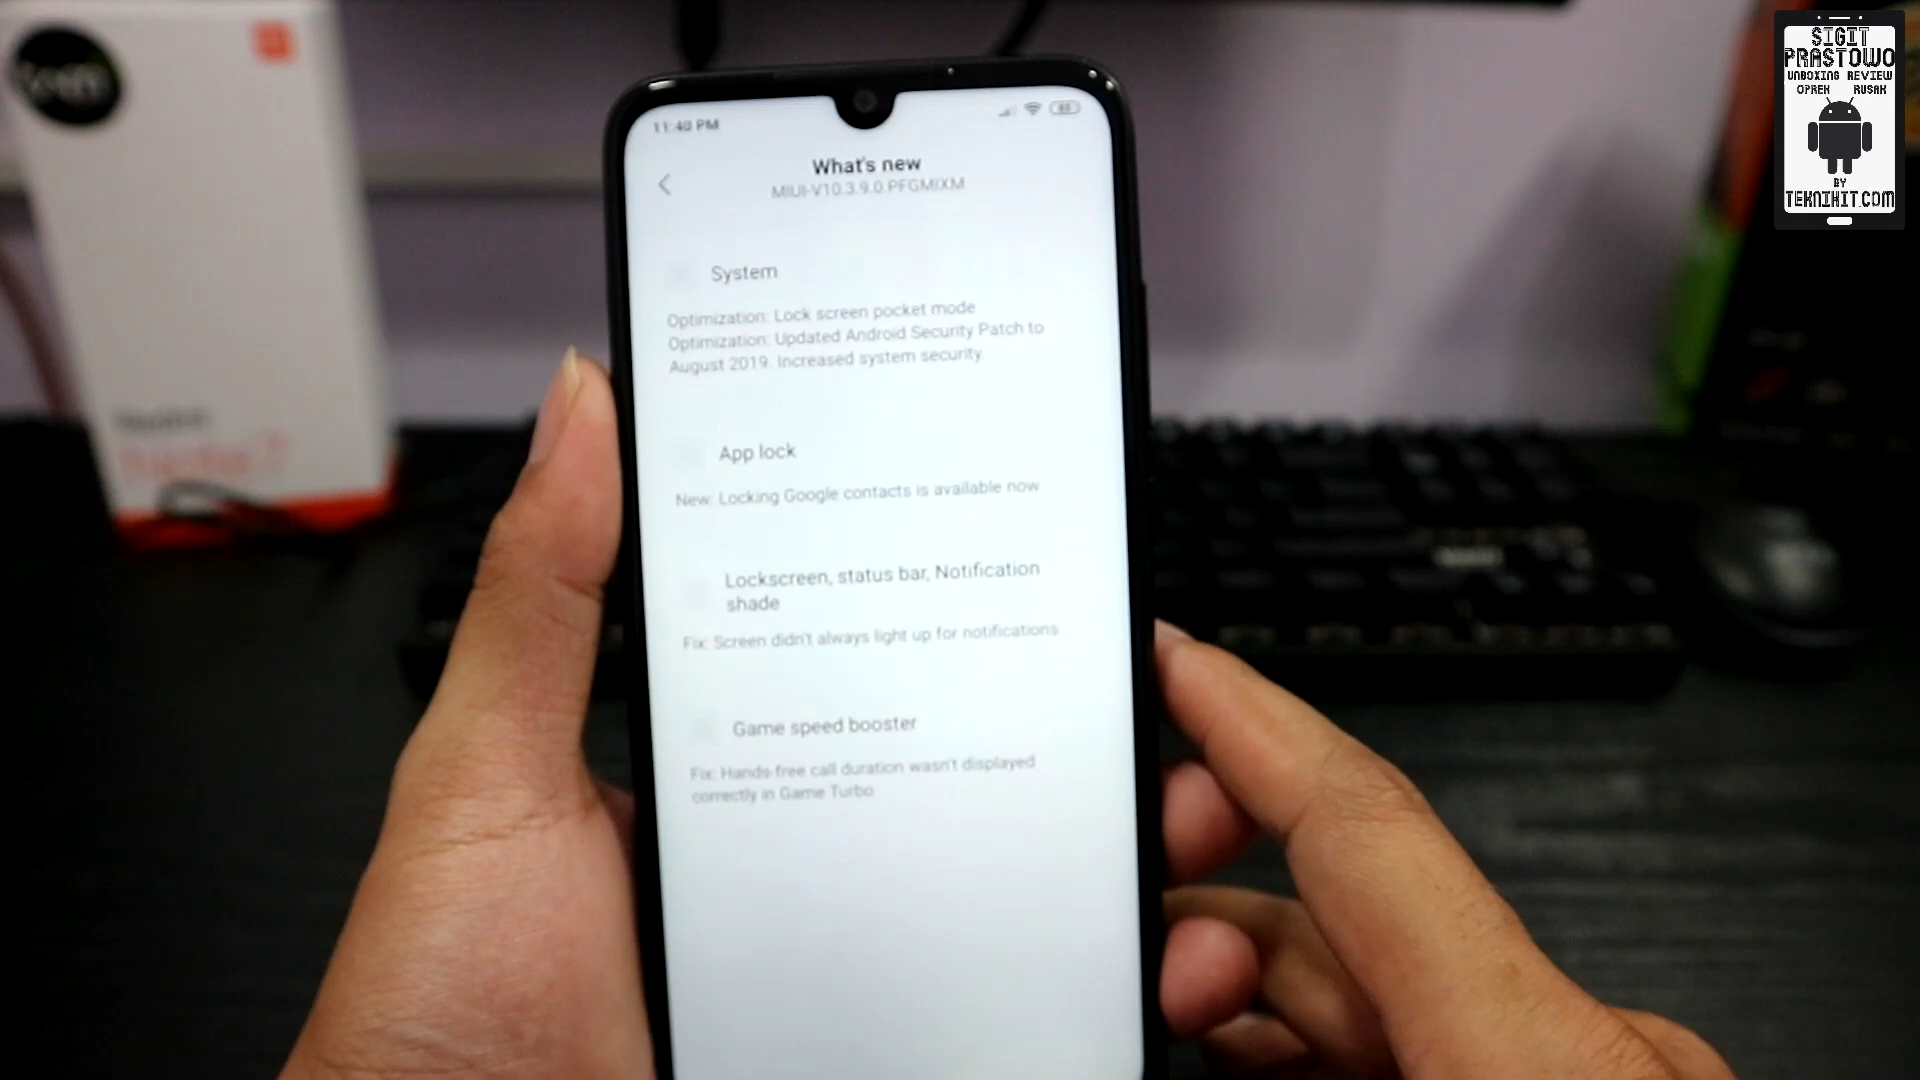 SIGIT
PRASTOWO
UNBOXING REVIEW
OPREK RUSAK
BY
TEKNIKIT.COM
11:40 PM
What's new
MIUI-V10.3.9.0.PFGMIXM
System
Optimization: Lock screen pocket mode
Optimization: Updated Android Security Patch to
August 2019. Increased system security.
App lock
New: Locking Google contacts is available now
Lockscreen, status bar, Notification
shade
Fix: Screen didn't always light up for notifications
Game speed booster
Fix: Hands-free call duration wasn't displayed
correctly in Game Turbo